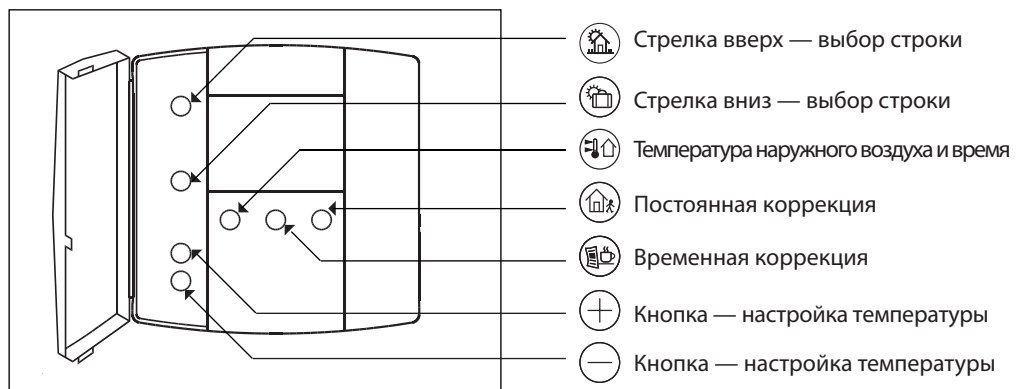 Стрелка вверх — выбор строки
Стрелка вниз — выбор строки
Температура наружного воздуха и время
Постоянная коррекция
Временная коррекция
Кнопка — настройка температуры
Кнопка — настройка температуры